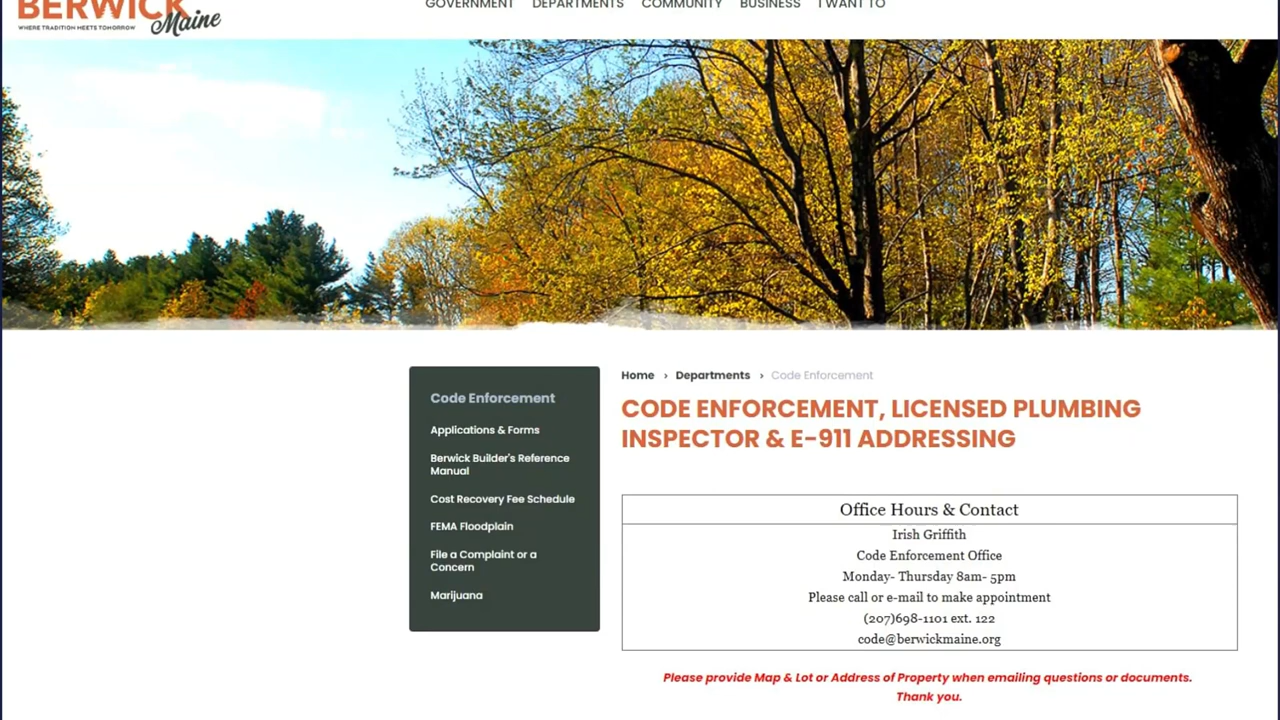 BERWICK
Maine
WHERE TRADITION MEETS TOMORROW
GOVERNMENT DEPARTMENTS COMMUNITY BUSINESS I WANT TO
Code Enforcement
Applications & Forms
Berwick Builder's Reference
Manual
Cost Recovery Fee Schedule
FEMA Floodplain
File a Complaint or a
Concern
Marijuana
Home › Departments › Code Enforcement
CODE ENFORCEMENT, LICENSED PLUMBING
INSPECTOR & E-911 ADDRESSING
Office Hours & Contact
Irish Griffith
Code Enforcement Office
Monday- Thursday 8am- 5pm
Please call or e-mail to make appointment
(207)698-1101 ext. 122
code@berwickmaine.org
Please provide Map & Lot or Address of Property when emailing questions or documents.
Thank you.